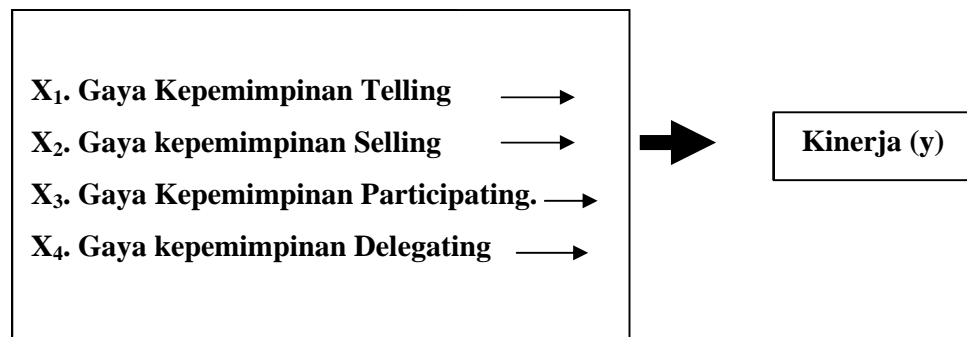 X₁. Gaya Kepemimpinan Telling
X₂. Gaya kepemimpinan Selling
X₃. Gaya Kepemimpinan Participating.
X₄. Gaya kepemimpinan Delegating
Kinerja (y)